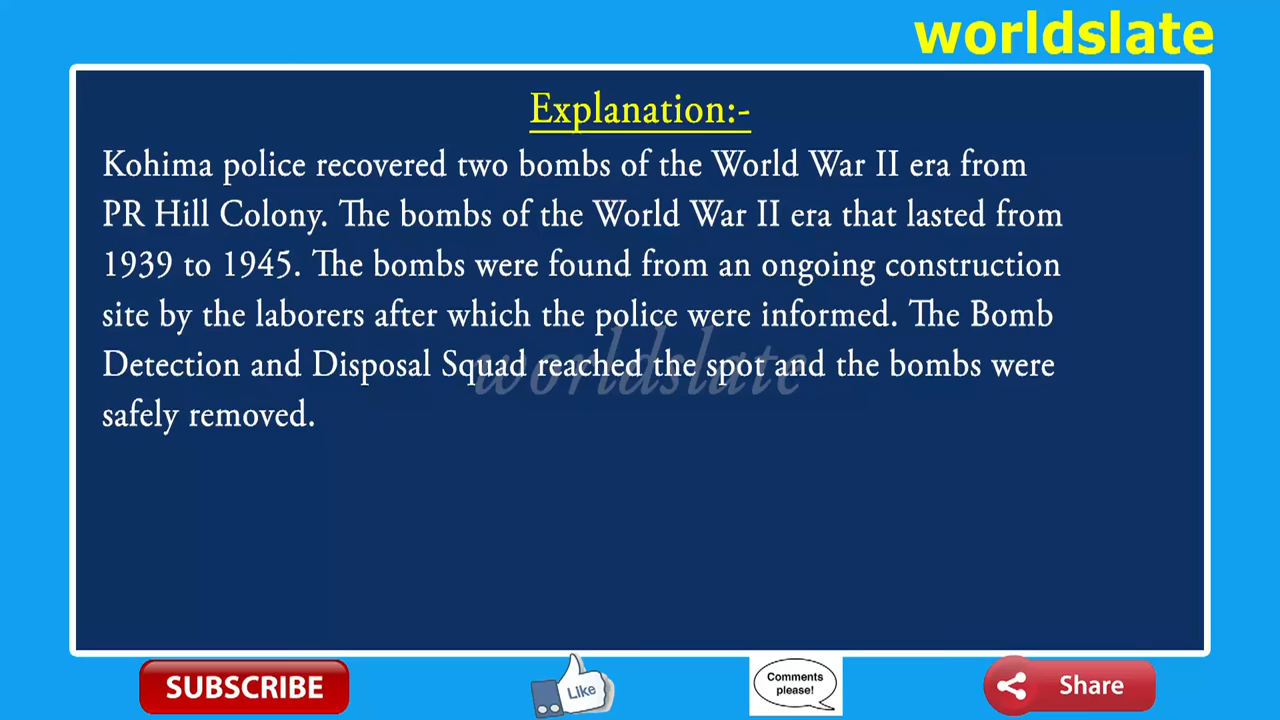 worldslate
Explanation:-
Kohima police recovered two bombs of the World War II era from
PR Hill Colony. The bombs of the World War II era that lasted from
1939 to 1945. The bombs were found from an ongoing construction
site by the laborers after which the police were informed. The Bomb
Detection and Disposal Squad reached the spot and the bombs were
safely removed.
worldslate
SUBSCRIBE
Like
Comments
please!
Share